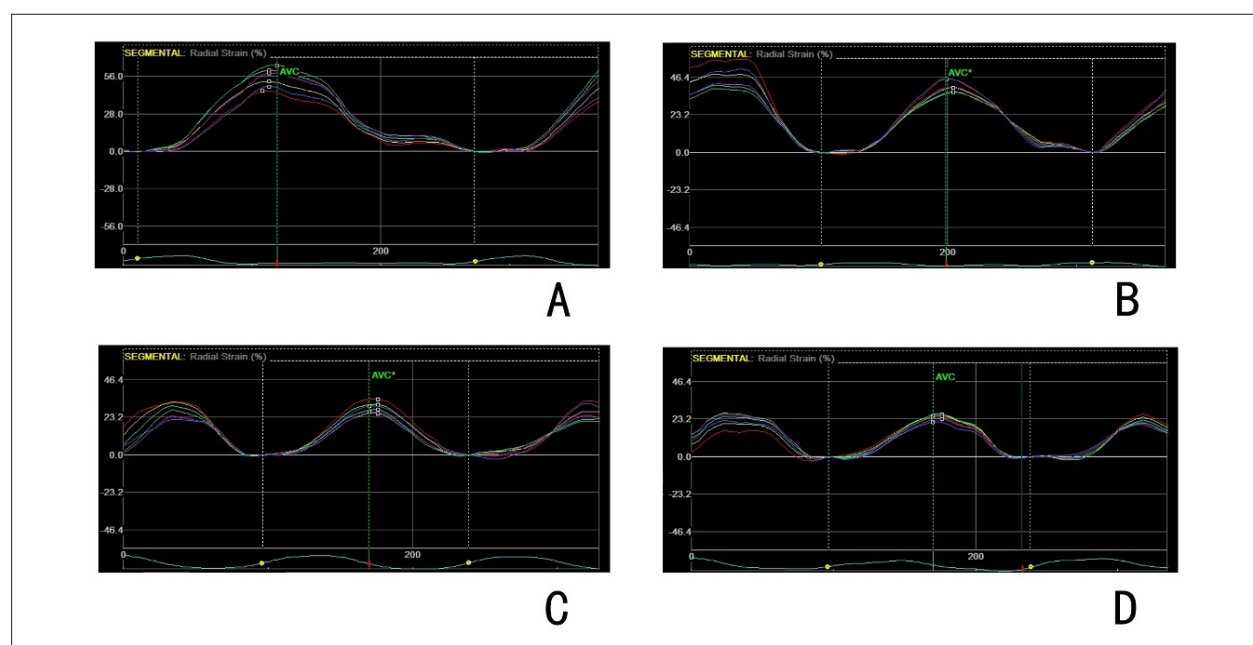 SEGMENTAL: Radial Strain (%)
AVC
56.0
28.0
0.0
-28.0
-56.0
0 200
A
SEGMENTAL: Radial Strain (%)
AVC*
46.4
23.2
0.0
-23.2
-46.4
0 200
B
SEGMENTAL: Radial Strain (%)
AVC*
46.4
23.2
0.0
-23.2
-46.4
0 200
C
SEGMENTAL: Radial Strain (%)
AVC
46.4
23.2
0.0
-23.2
-46.4
0 200
D